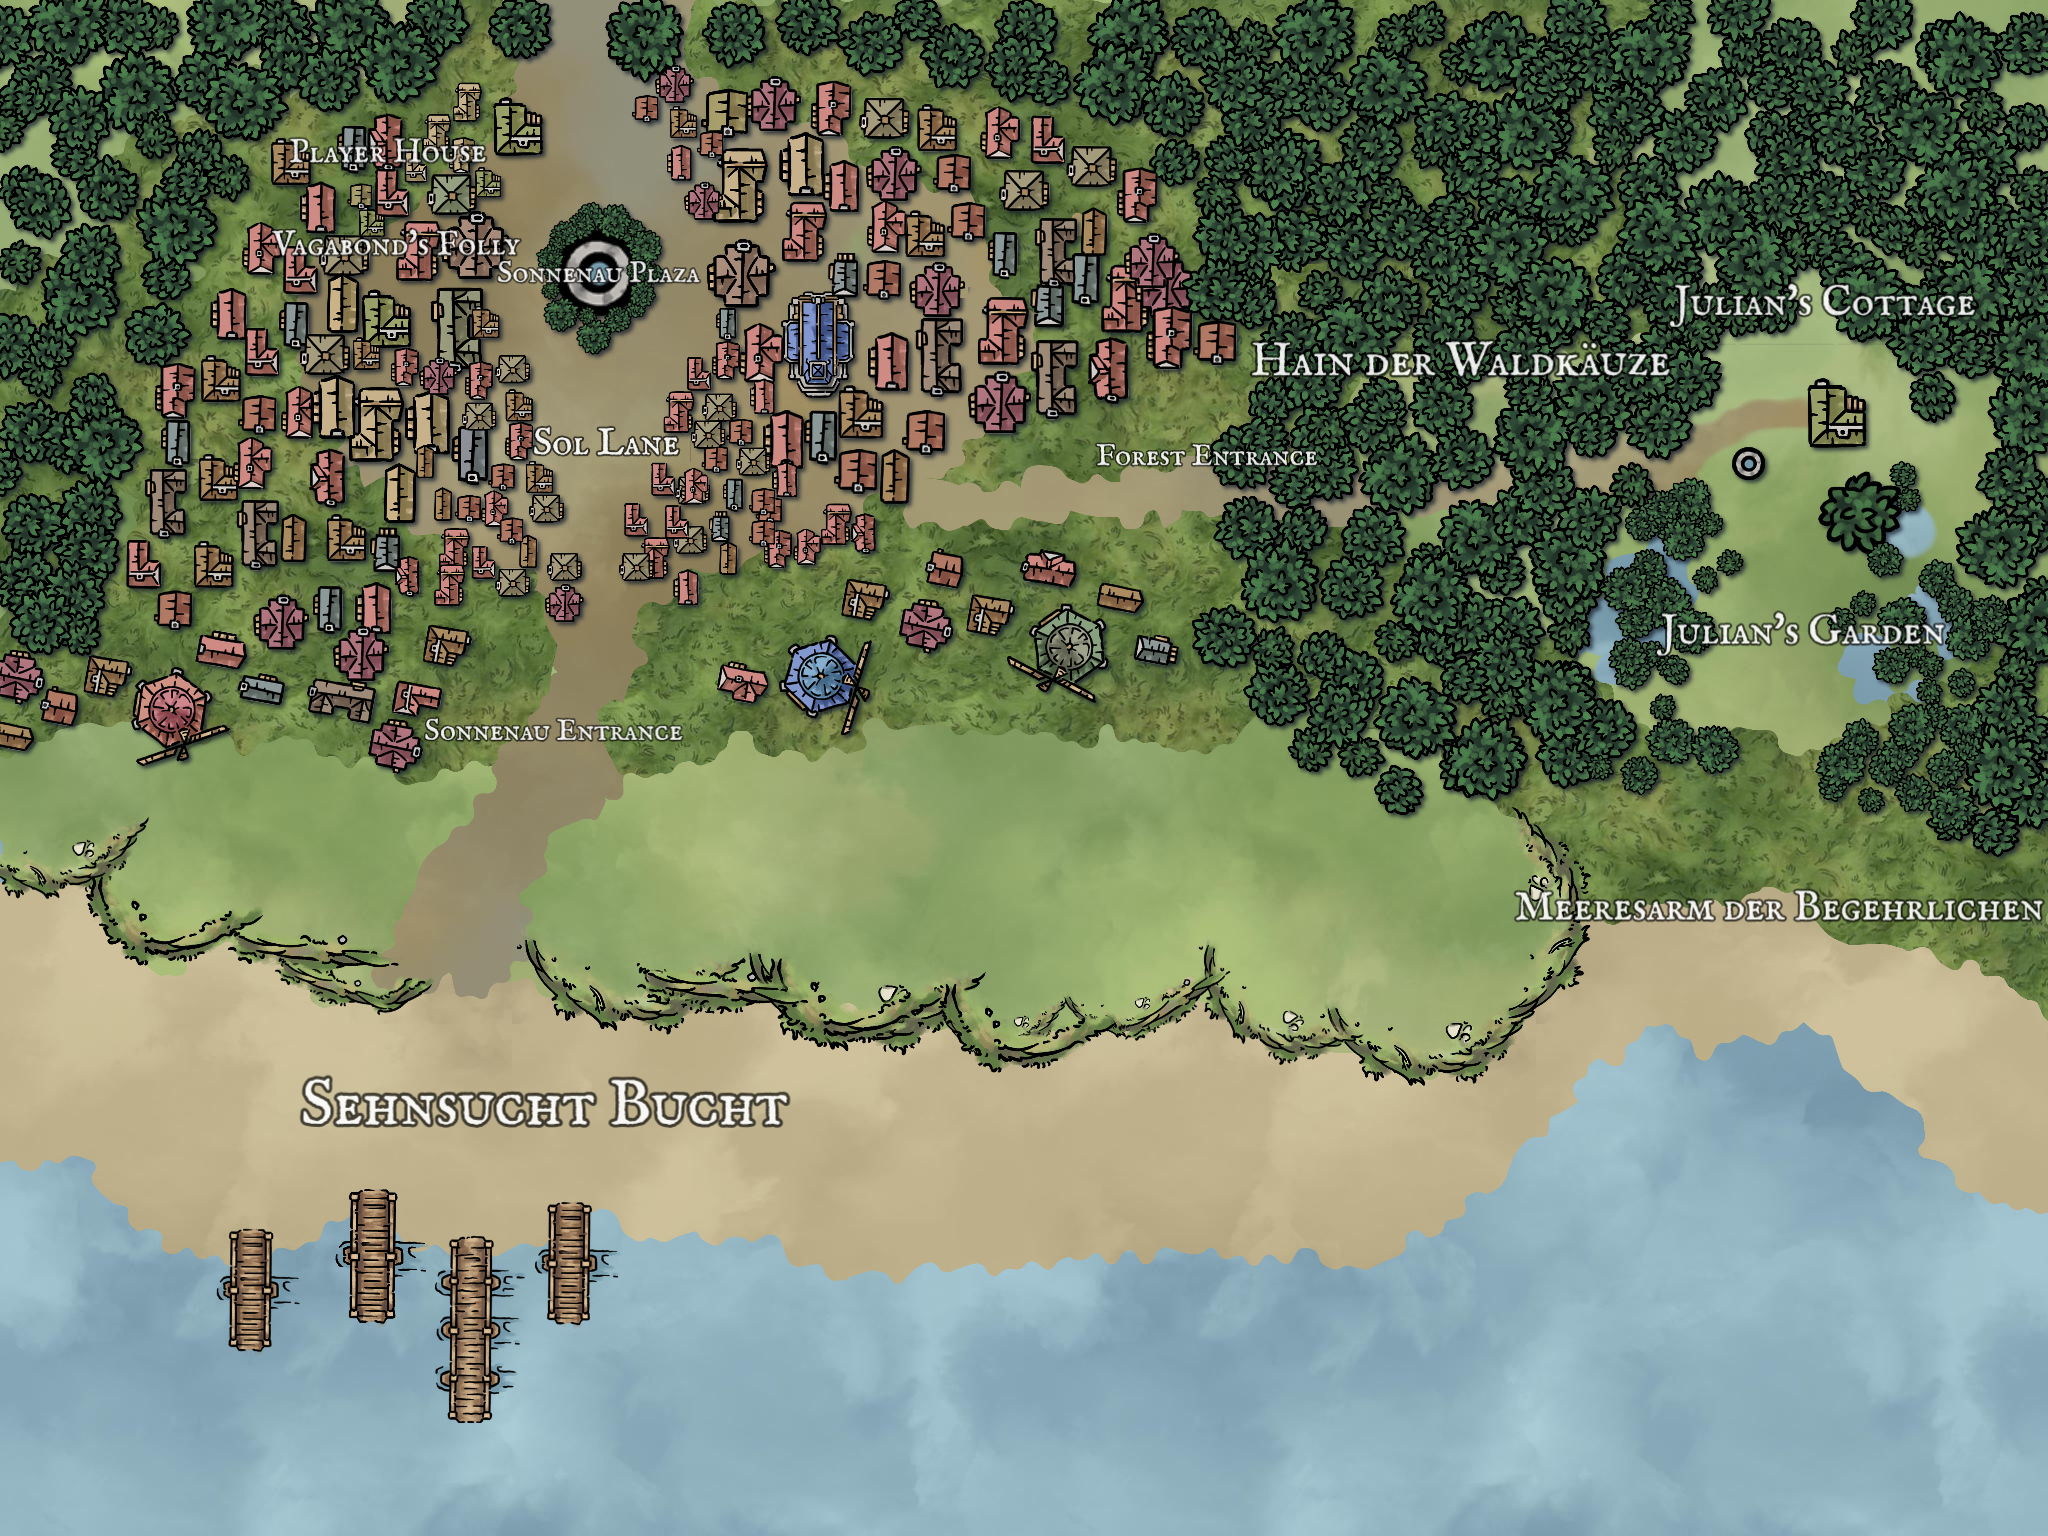 Player House
Vagabond's Folly
Sonnenau Plaza
Julian's Cottage
Hain der Waldkäuze
Sol Lane
Forest Entrance
Julian's Garden
Sonnenau Entrance
Meeresarm der Begehrlichen
Sehnsucht Bucht